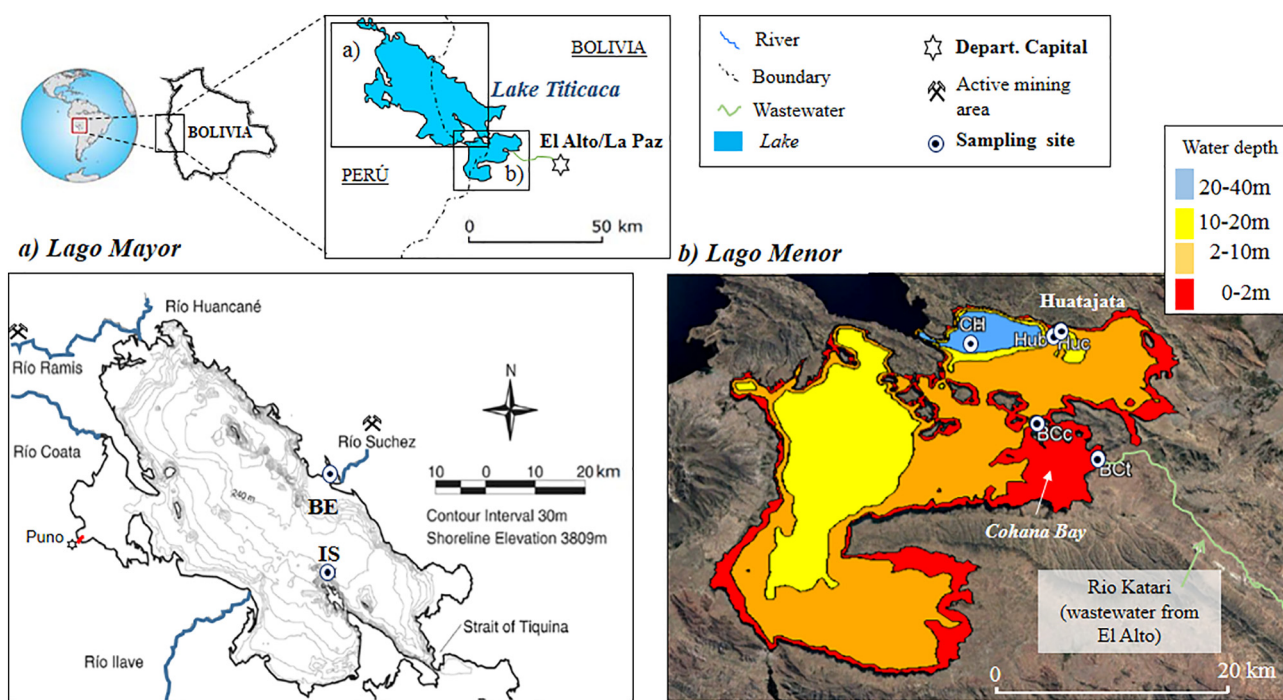 BOLIVIA
a)
BOLIVIA
Lake Titicaca
El Alto/La Paz
PERÚ
b)
0 50 km
River
Boundary
Wastewater
Lake
Depart. Capital
Active mining
area
Sampling site
Water depth
20-40m
10-20m
2-10m
0-2m
a) Lago Mayor
Río Huancané
Río Ramis
Río Coata
Puno
Río Ilave
240 m
N
Río Suchez
10 0 10 20 km
Contour Interval 30m
Shoreline Elevation 3809m
BE
IS
Strait of Tiquina
b) Lago Menor
Huatajata
CH
Hub
Huc
BCc
BCt
Cohana Bay
Rio Katari
(wastewater from
El Alto)
0 20 km